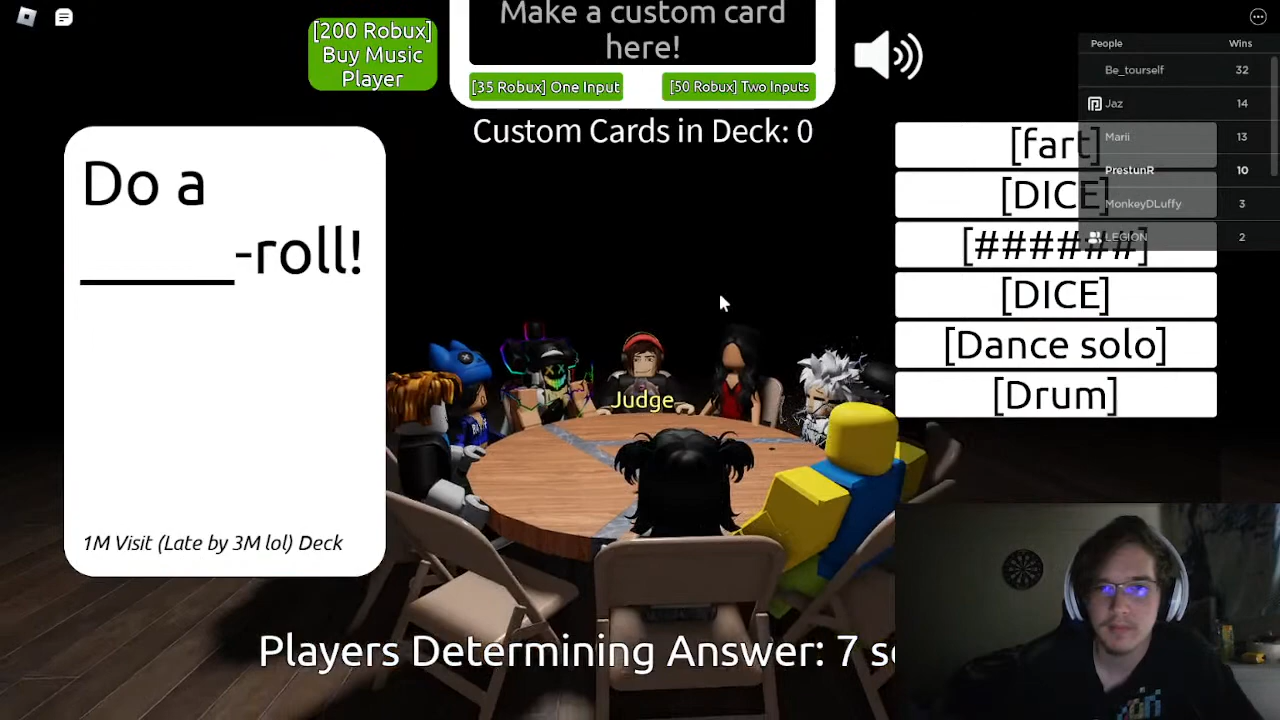 [200 Robux]
Buy Music
Player
Make a custom card
here!
[35 Robux] One Input
[50 Robux] Two Inputs
Custom Cards in Deck: 0
People Wins
Be_tourself 32
Jaz 14
Marii 13
PrestunR 10
MonkeyDLuffy 3
LEGION 2
Do a
_____-roll!
1M Visit (Late by 3M lol) Deck
[fart]
[DICE]
[######]
[DICE]
[Dance solo]
[Drum]
Judge
Players Determining Answer: 7 se